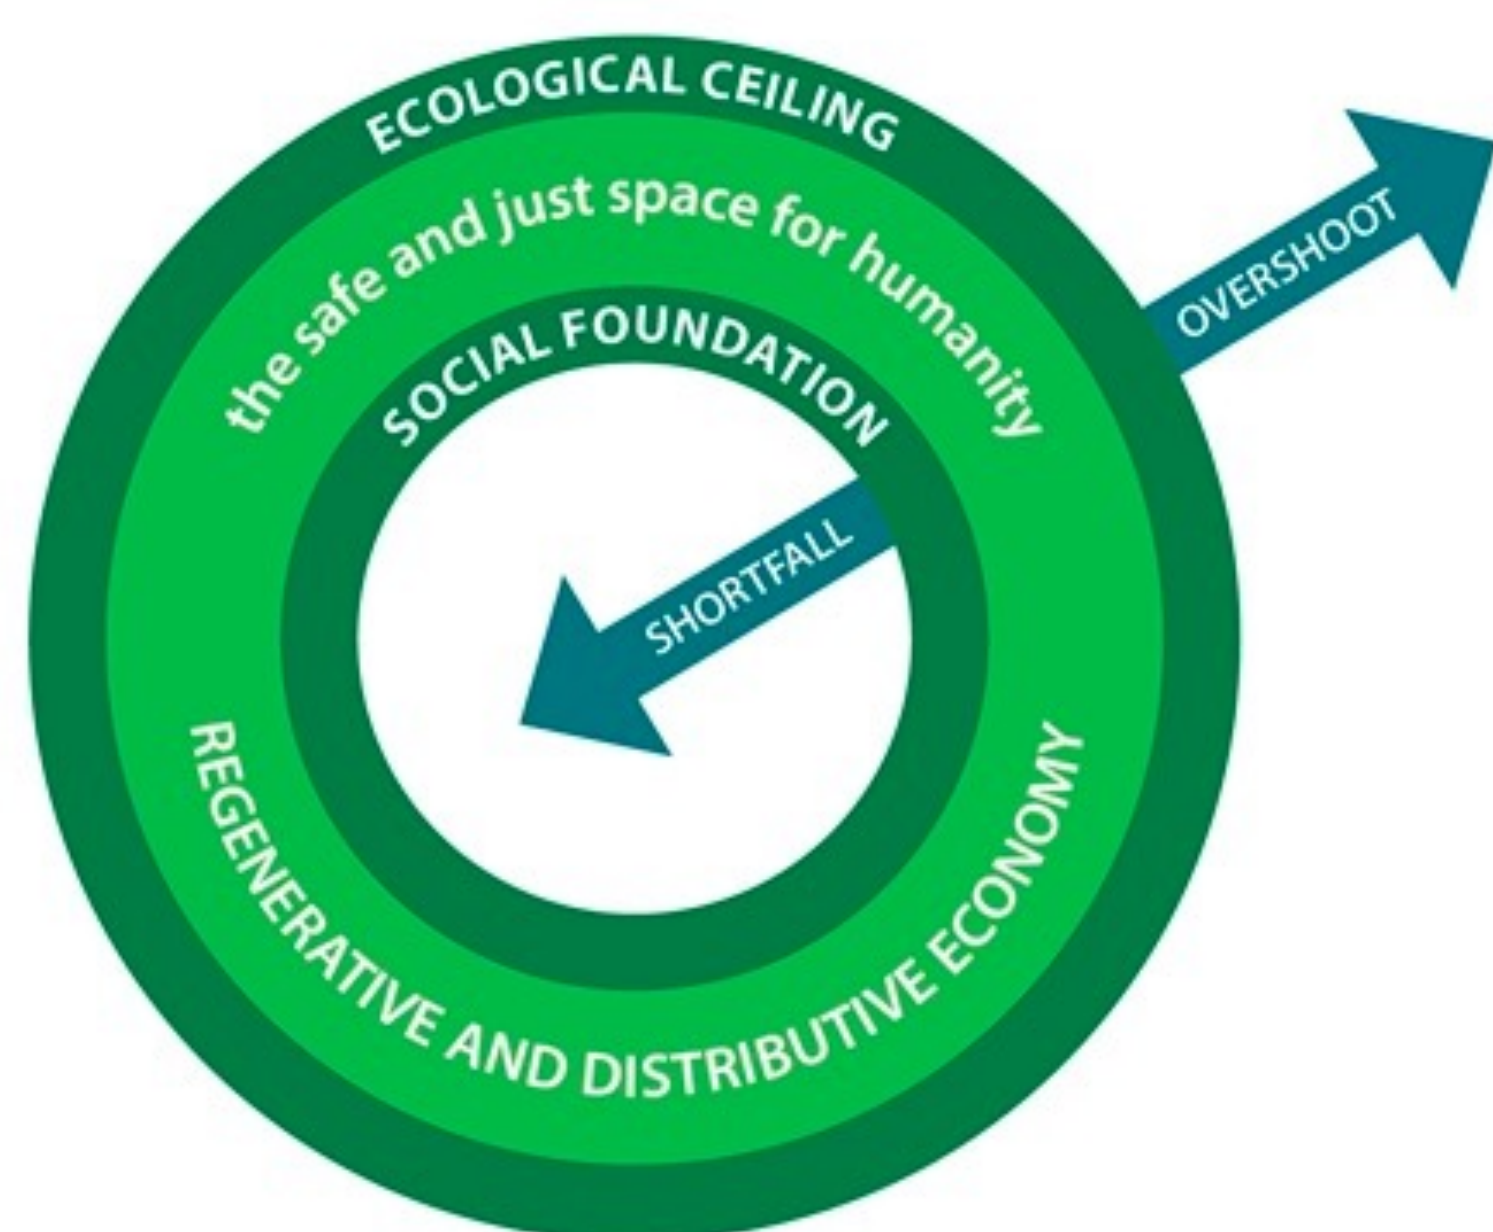 ECOLOGICAL CEILING
the safe and just space for humanity
SOCIAL FOUNDATION
OVERSHOOT
SHORTFALL
REGENERATIVE AND DISTRIBUTIVE ECONOMY